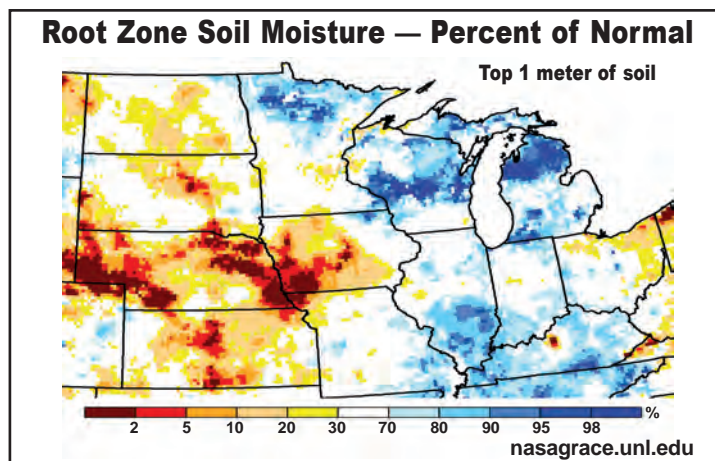 Root Zone Soil Moisture — Percent of Normal
Top 1 meter of soil
2 5 10 20 30 70 80 90 95 98 %
nasagrace.unl.edu